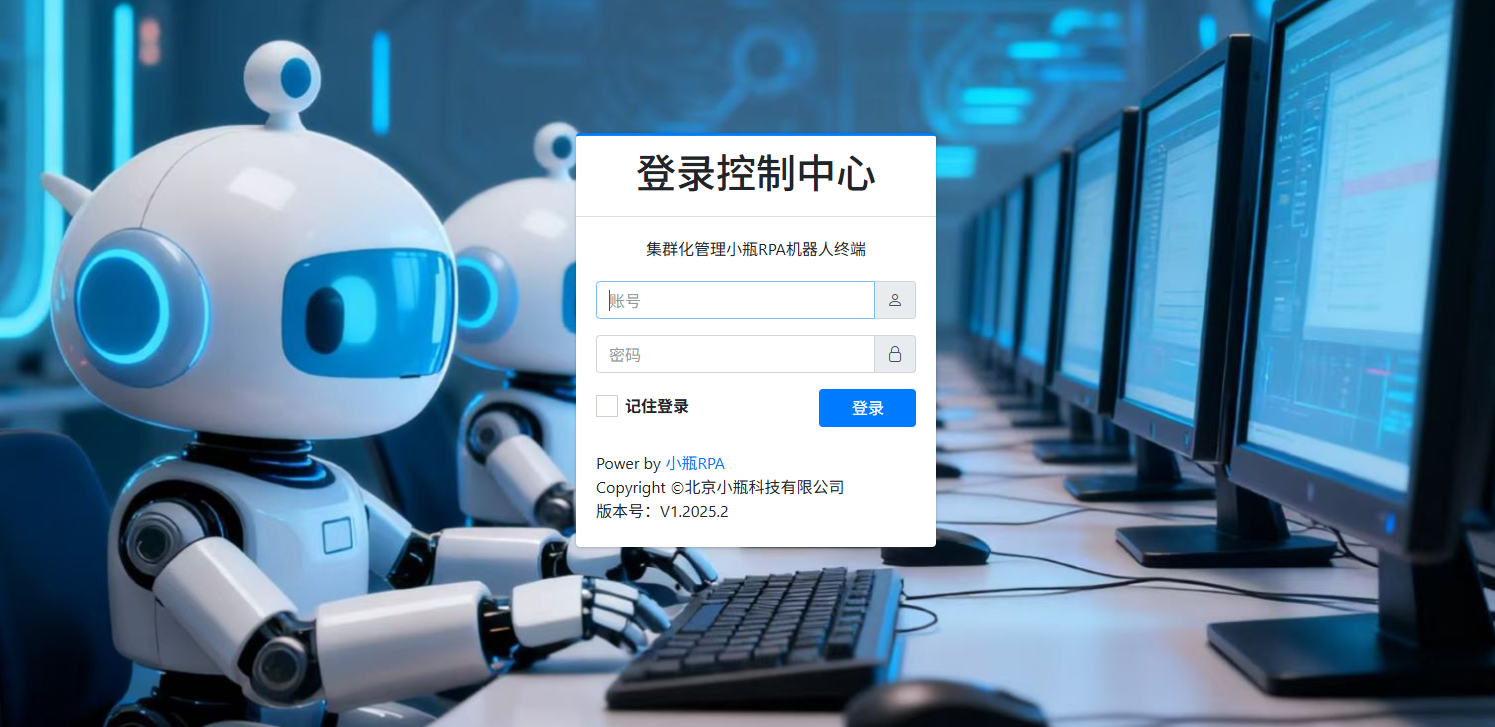 登录控制中心
集群化管理小瓶RPA机器人终端
账号
密码
记住登录
登录
Power by 小瓶RPA
Copyright ©北京小瓶科技有限公司
版本号：V1.2025.2